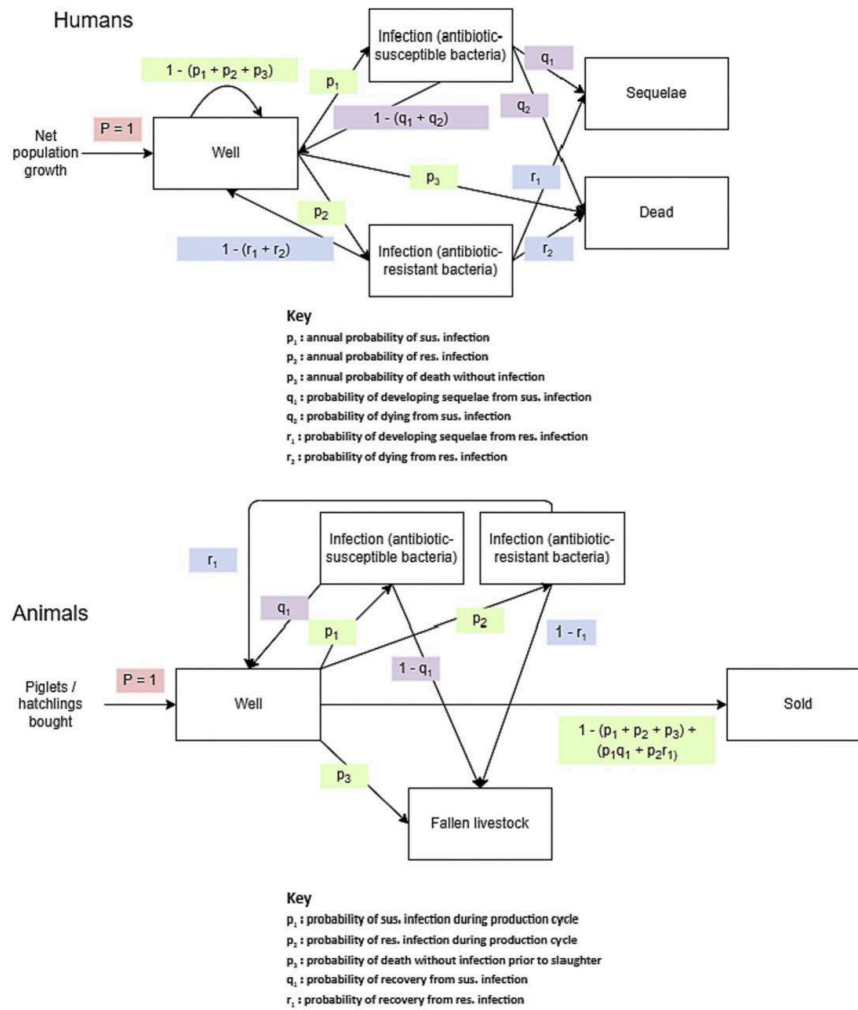 Humans
Infection (antibiotic-
susceptible bacteria)
q₁
1 - (p₁ + p₂ + p₃)
p₁
Sequelae
q₂
P = 1
1 - (q₁ + q₂)
Net
population
growth
Well
p₃
r₁
p₂
Dead
1 - (r₁ + r₂)
Infection (antibiotic-
resistant bacteria)
r₂
Key
p₁ : annual probability of sus. infection
p₂ : annual probability of res. infection
p₃ : annual probability of death without infection
q₁ : probability of developing sequelae from sus. infection
q₂ : probability of dying from sus. infection
r₁ : probability of developing sequelae from res. infection
r₂ : probability of dying from res. infection
Infection (antibiotic-
susceptible bacteria)
Infection (antibiotic-
resistant bacteria)
r₁
q₁
Animals
p₁
p₂
1 - r₁
P = 1
1 - q₁
Piglets /
hatchlings
bought
Well
Sold
1 - (p₁ + p₂ + p₃) +
(p₁q₁ + p₂r₁)
p₃
Fallen livestock
Key
p₁ : probability of sus. infection during production cycle
p₂ : probability of res. infection during production cycle
p₃ : probability of death without infection prior to slaughter
q₁ : probability of recovery from sus. infection
r₁ : probability of recovery from res. infection